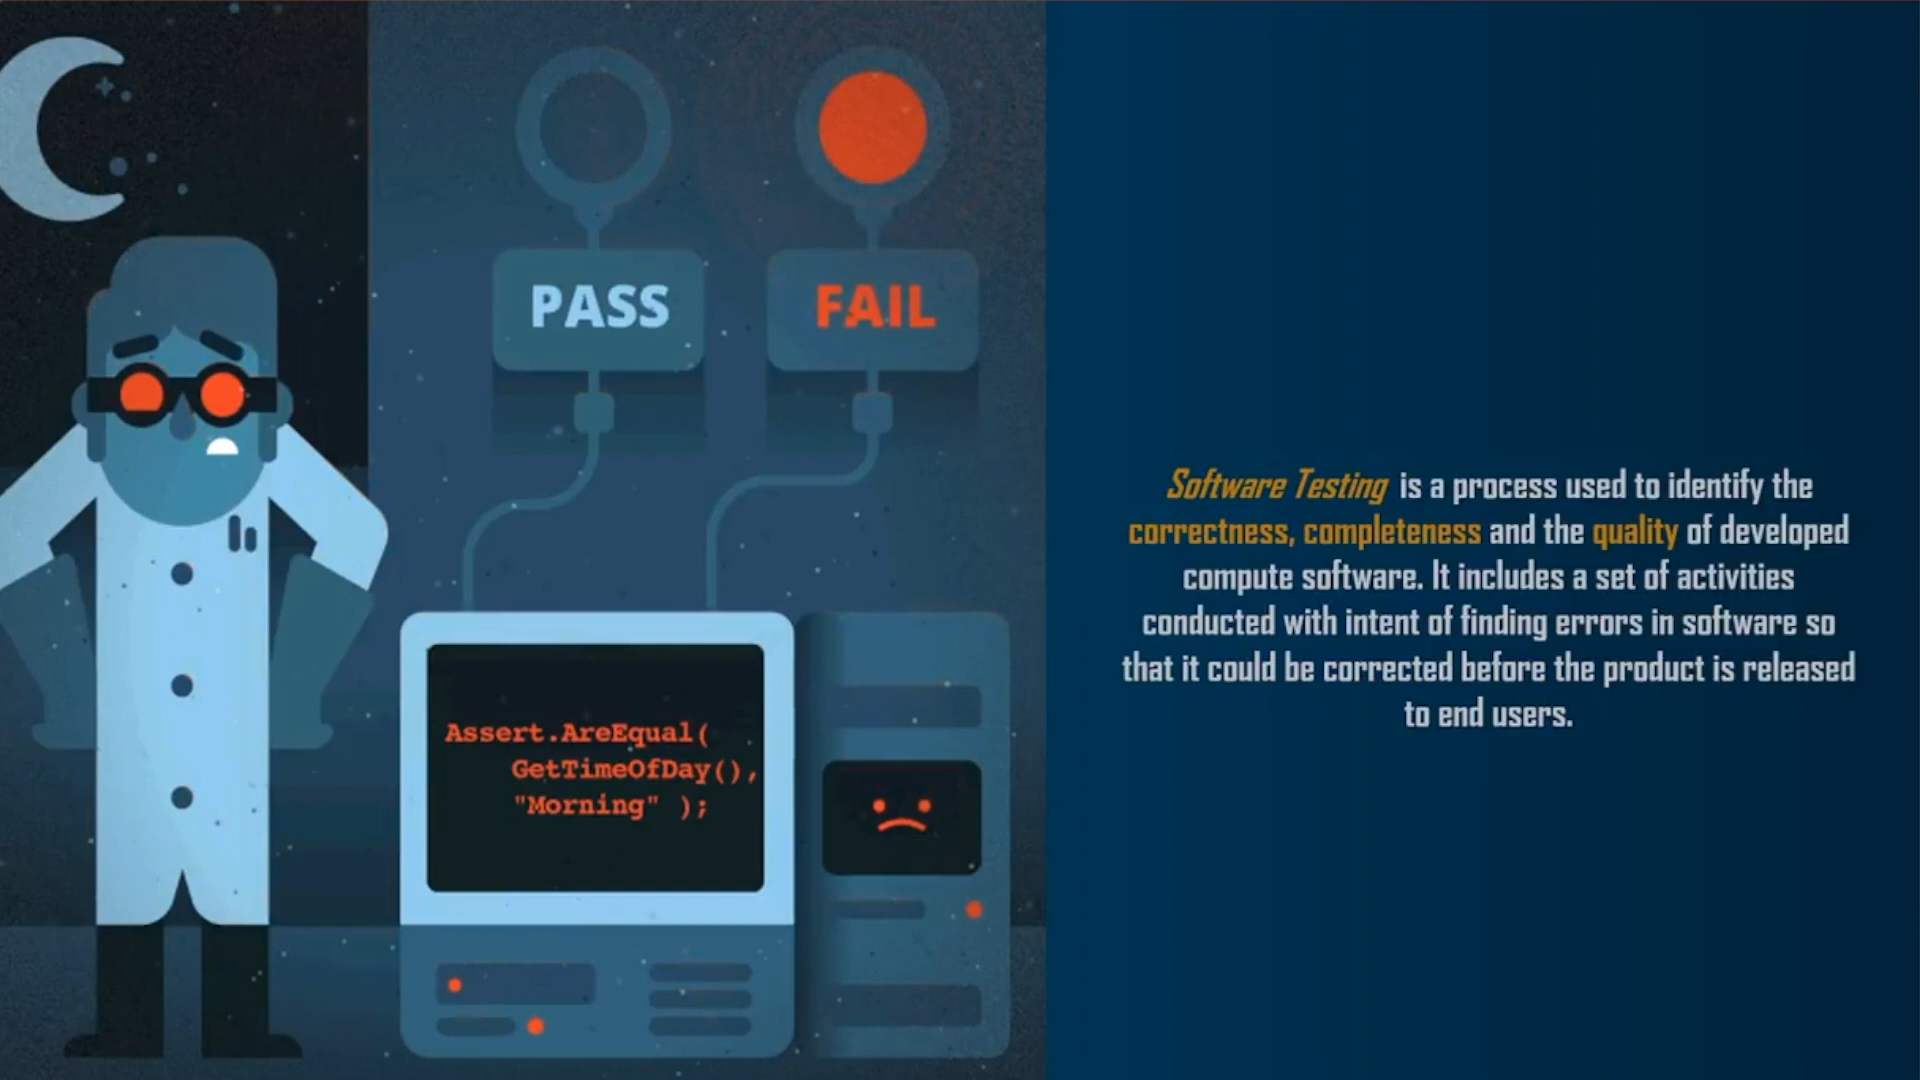 PASS
FAIL
Assert.AreEqual(
GetTimeOfDay(),
"Morning" );
Software Testing is a process used to identify the
correctness, completeness and the quality of developed
compute software. It includes a set of activities
conducted with intent of finding errors in software so
that it could be corrected before the product is released
to end users.